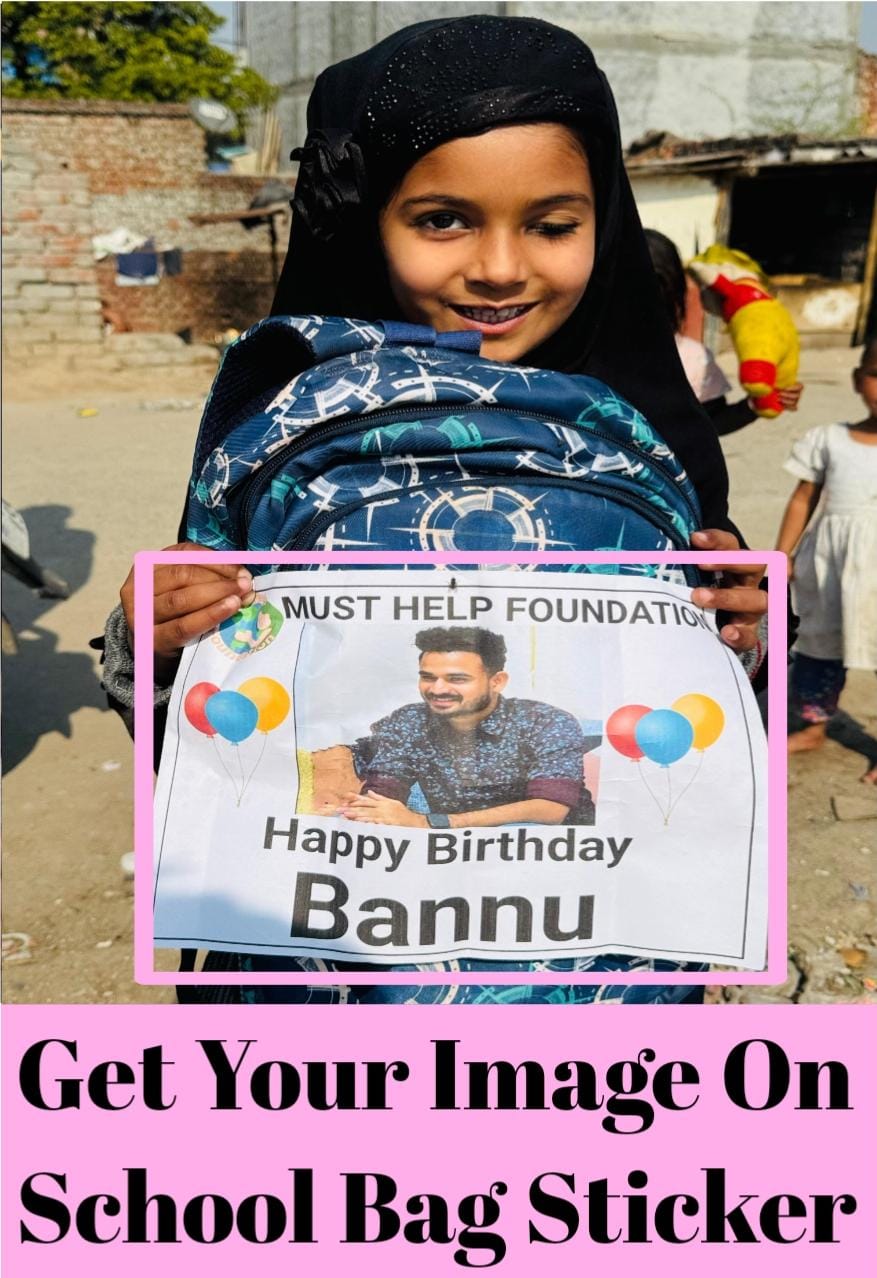 MUST HELP FOUNDATION
Happy Birthday
Bannu
Get Your Image On
School Bag Sticker